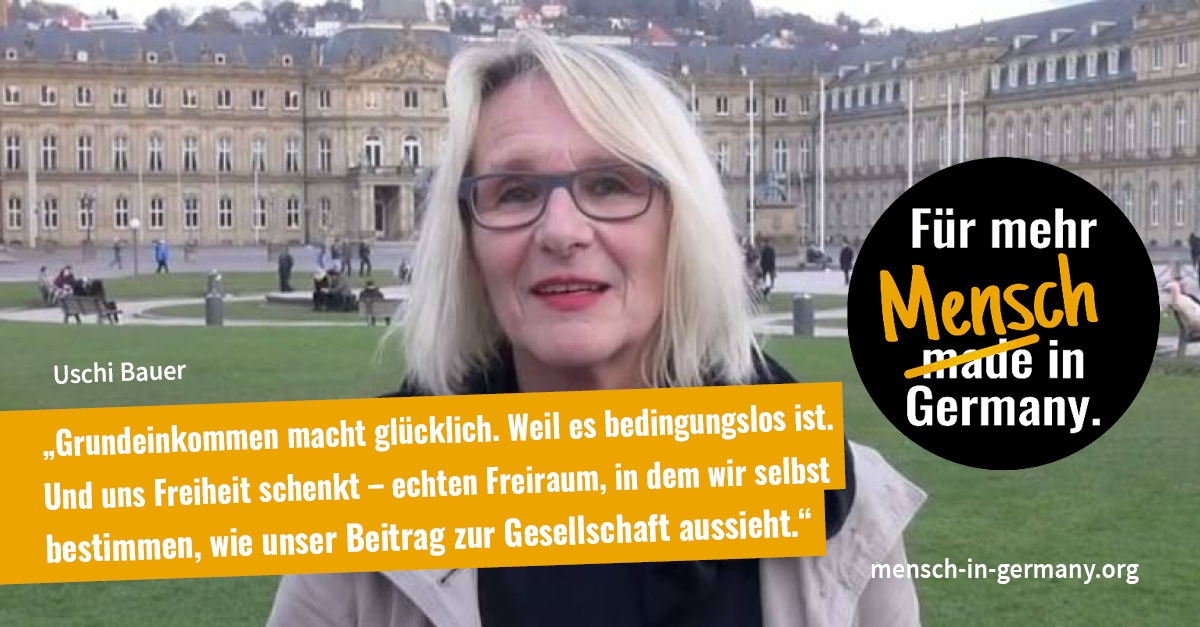 Uschi Bauer
„Grundeinkommen macht glücklich. Weil es bedingungslos ist.
Und uns Freiheit schenkt – echten Freiraum, in dem wir selbst
bestimmen, wie unser Beitrag zur Gesellschaft aussieht.“
Für mehr
Mensch
made in
Germany.
mensch-in-germany.org